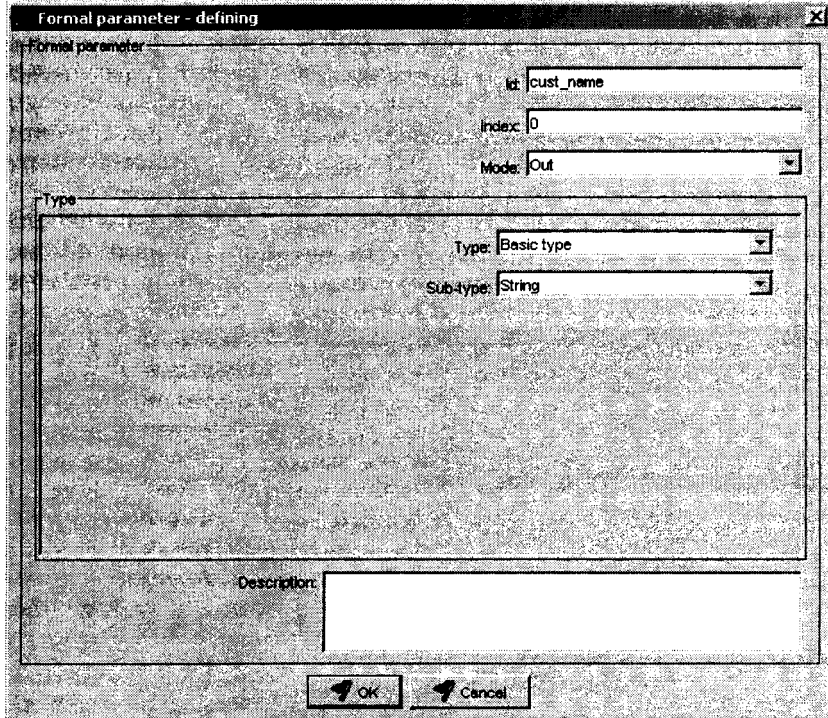 Formal parameter - defining
Formal parameter
Id: cust_name
Index: 0
Mode: Out
Type
Type: Basic type
Sub-type: String
Description:
OK Cancel